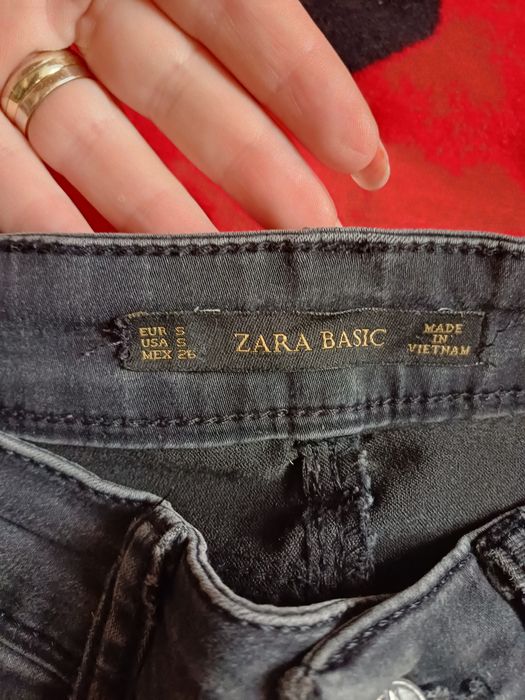 EUR S
USA S
MEX 26
ZARA BASIC
MADE
IN
VIETNAM